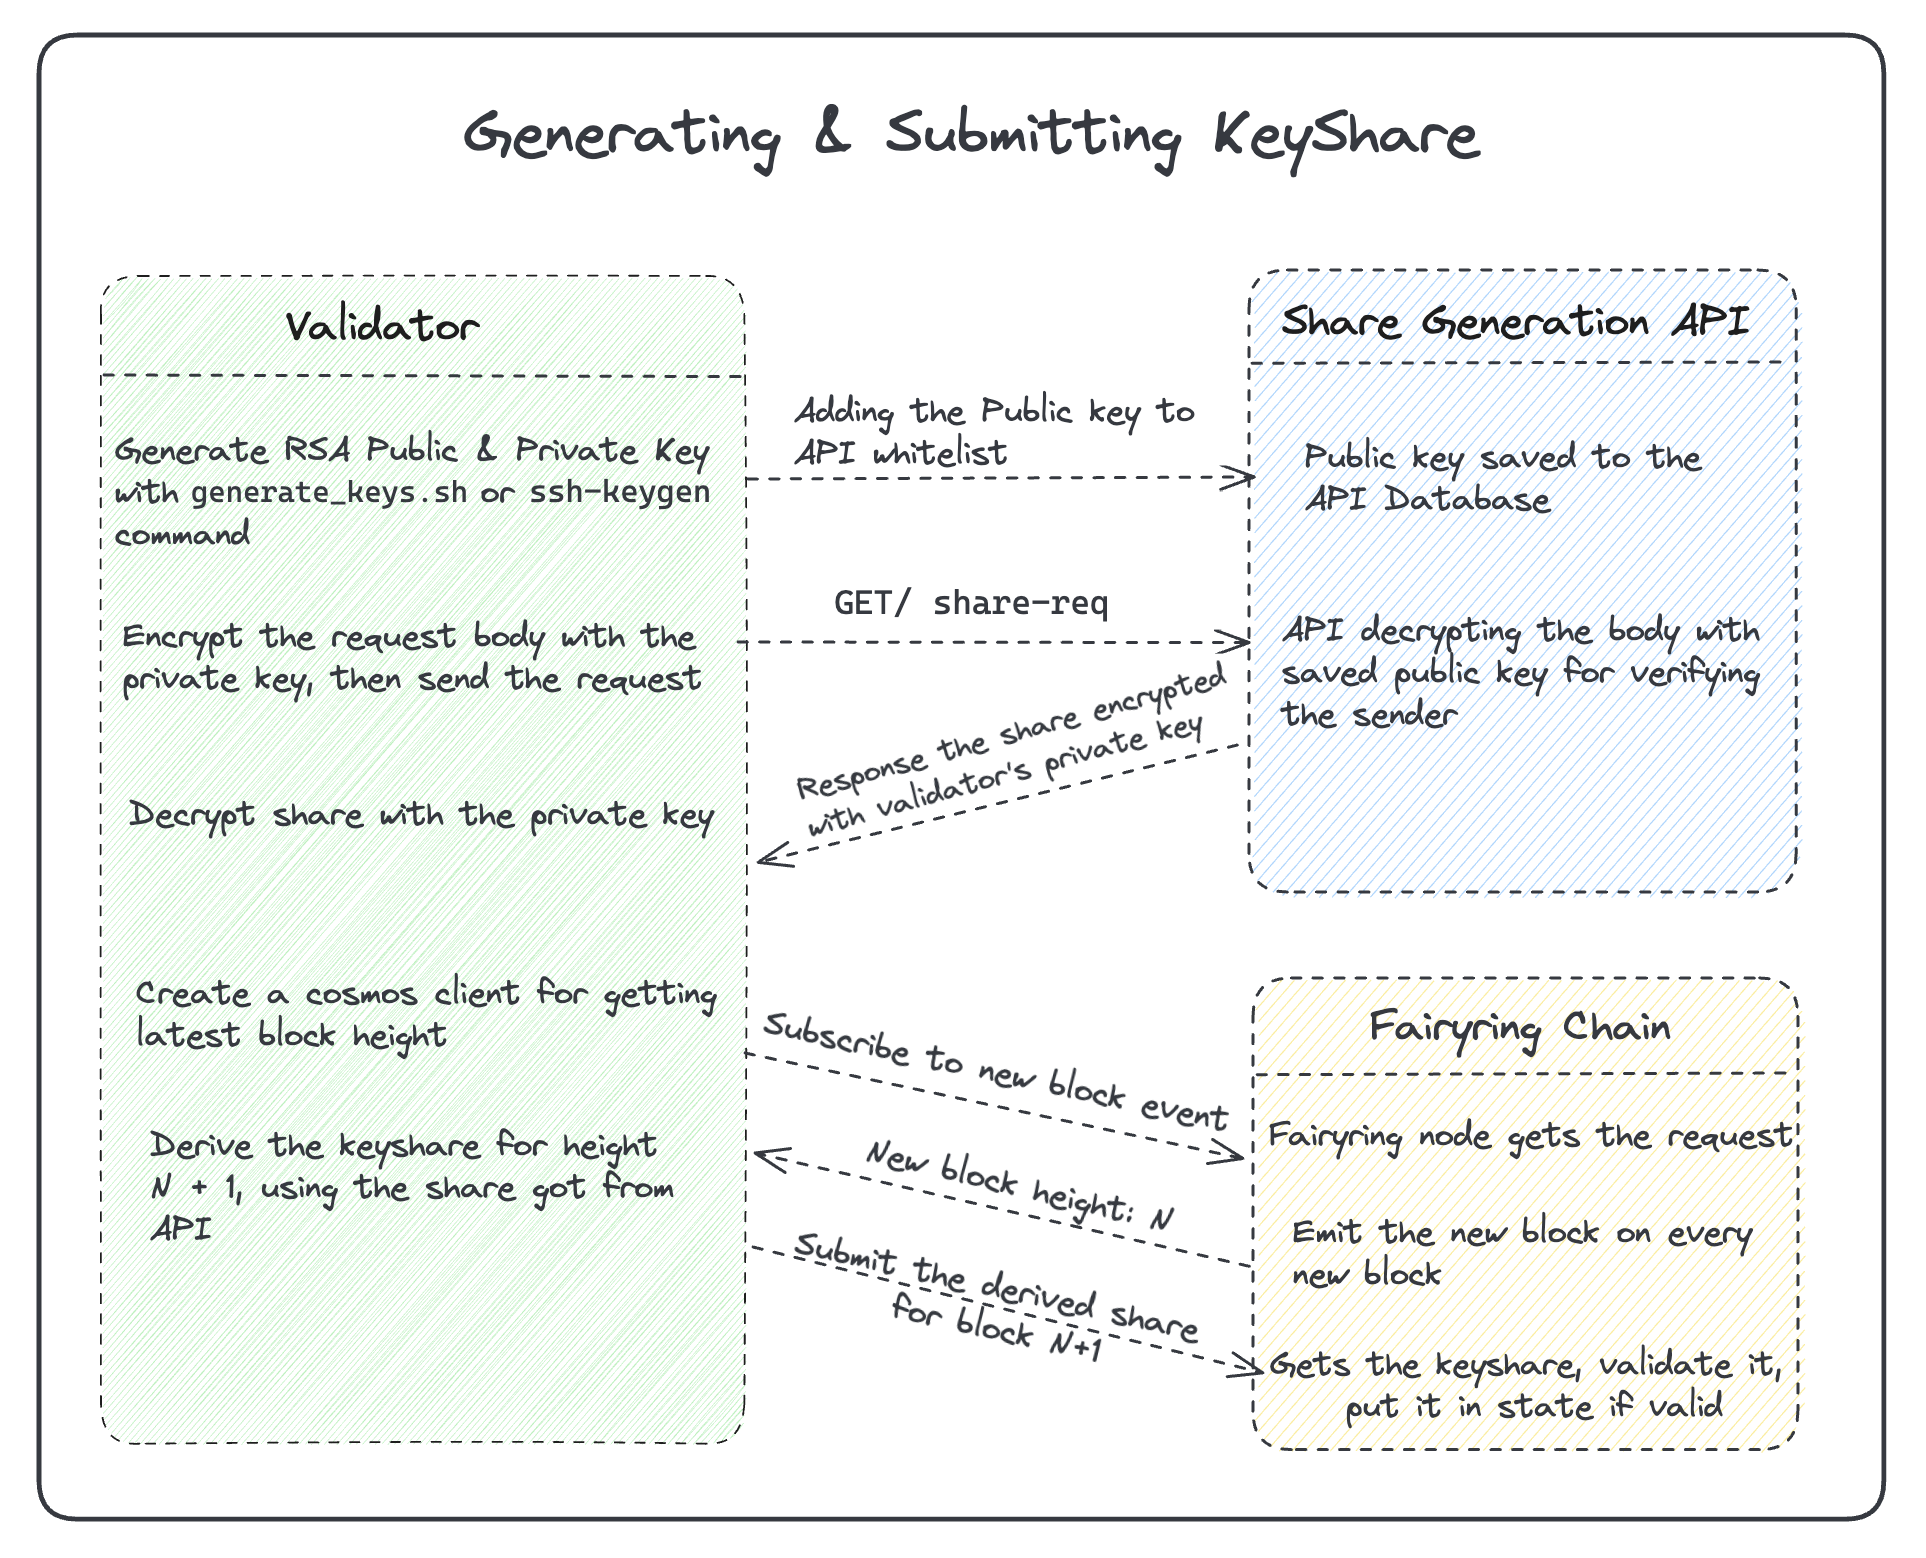 Generating & Submitting KeyShare
Validator
Generate RSA Public & Private Key
with generate_keys.sh or ssh-keygen
command
Encrypt the request body with the
private key, then send the request
Decrypt share with the private key
Create a cosmos client for getting
latest block height
Derive the keyshare for height
N + 1, using the share got from
API
Adding the Public key to
API whitelist
GET/ share-req
Response the share encrypted
with validator's private key
Subscribe to new block event
New block height: N
Submit the derived share
for block N+1
Share Generation API
Public key saved to the
API Database
API decrypting the body with
saved public key for verifying
the sender
Fairyring Chain
Fairyring node gets the request
Emit the new block on every
new block
Gets the keyshare, validate it,
put it in state if valid